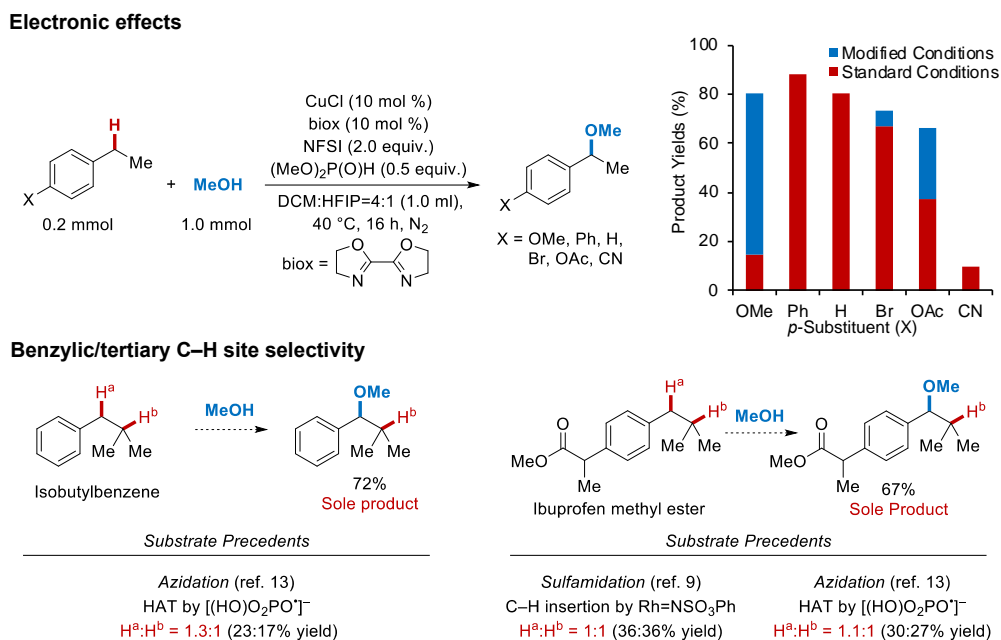 Electronic effects
H
Me
X
0.2 mmol
+
MeOH
1.0 mmol
CuCl (10 mol %)
biox (10 mol %)
NFSI (2.0 equiv.)
(MeO)₂P(O)H (0.5 equiv.)
DCM:HFIP=4:1 (1.0 ml),
40 °C, 16 h, N₂
biox =
O O
N N
OMe
Me
X
X = OMe, Ph, H,
Br, OAc, CN
Product Yields (%)
100
80
60
40
20
0
Modified Conditions
Standard Conditions
OMe Ph H Br OAc CN
p-Substituent (X)
Benzylic/tertiary C–H site selectivity
Hᵃ
Hᵇ
Me Me
Isobutylbenzene
MeOH
OMe
Hᵇ
Me Me
72%
Sole product
Substrate Precedents
Azidation (ref. 13)
HAT by [(HO)O₂PO•]–
Hᵃ:Hᵇ = 1.3:1 (23:17% yield)
Hᵃ
Hᵇ
Me Me
O
MeO
Me
Ibuprofen methyl ester
MeOH
OMe
Hᵇ
Me Me
O
MeO
Me
67%
Sole Product
Substrate Precedents
Sulfamidation (ref. 9)
C–H insertion by Rh=NSO₃Ph
Hᵃ:Hᵇ = 1:1 (36:36% yield)
Azidation (ref. 13)
HAT by [(HO)O₂PO•]–
Hᵃ:Hᵇ = 1.1:1 (30:27% yield)